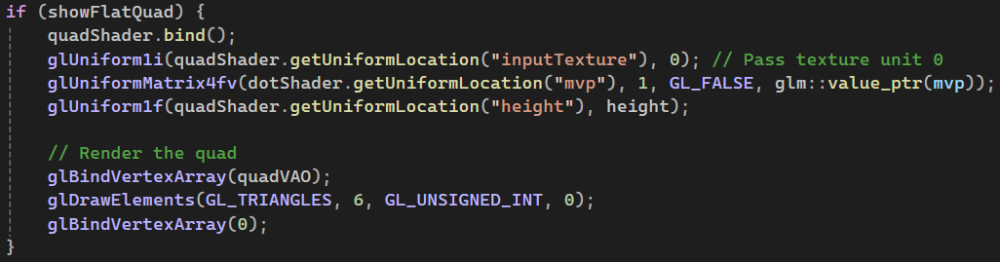 if (showFlatQuad) {
    quadShader.bind();
    glUniform1i(quadShader.getUniformLocation("inputTexture"), 0); // Pass texture unit 0
    glUniformMatrix4fv(dotShader.getUniformLocation("mvp"), 1, GL_FALSE, glm::value_ptr(mvp));
    glUniform1f(quadShader.getUniformLocation("height"), height);

    // Render the quad
    glBindVertexArray(quadVAO);
    glDrawElements(GL_TRIANGLES, 6, GL_UNSIGNED_INT, 0);
    glBindVertexArray(0);
}